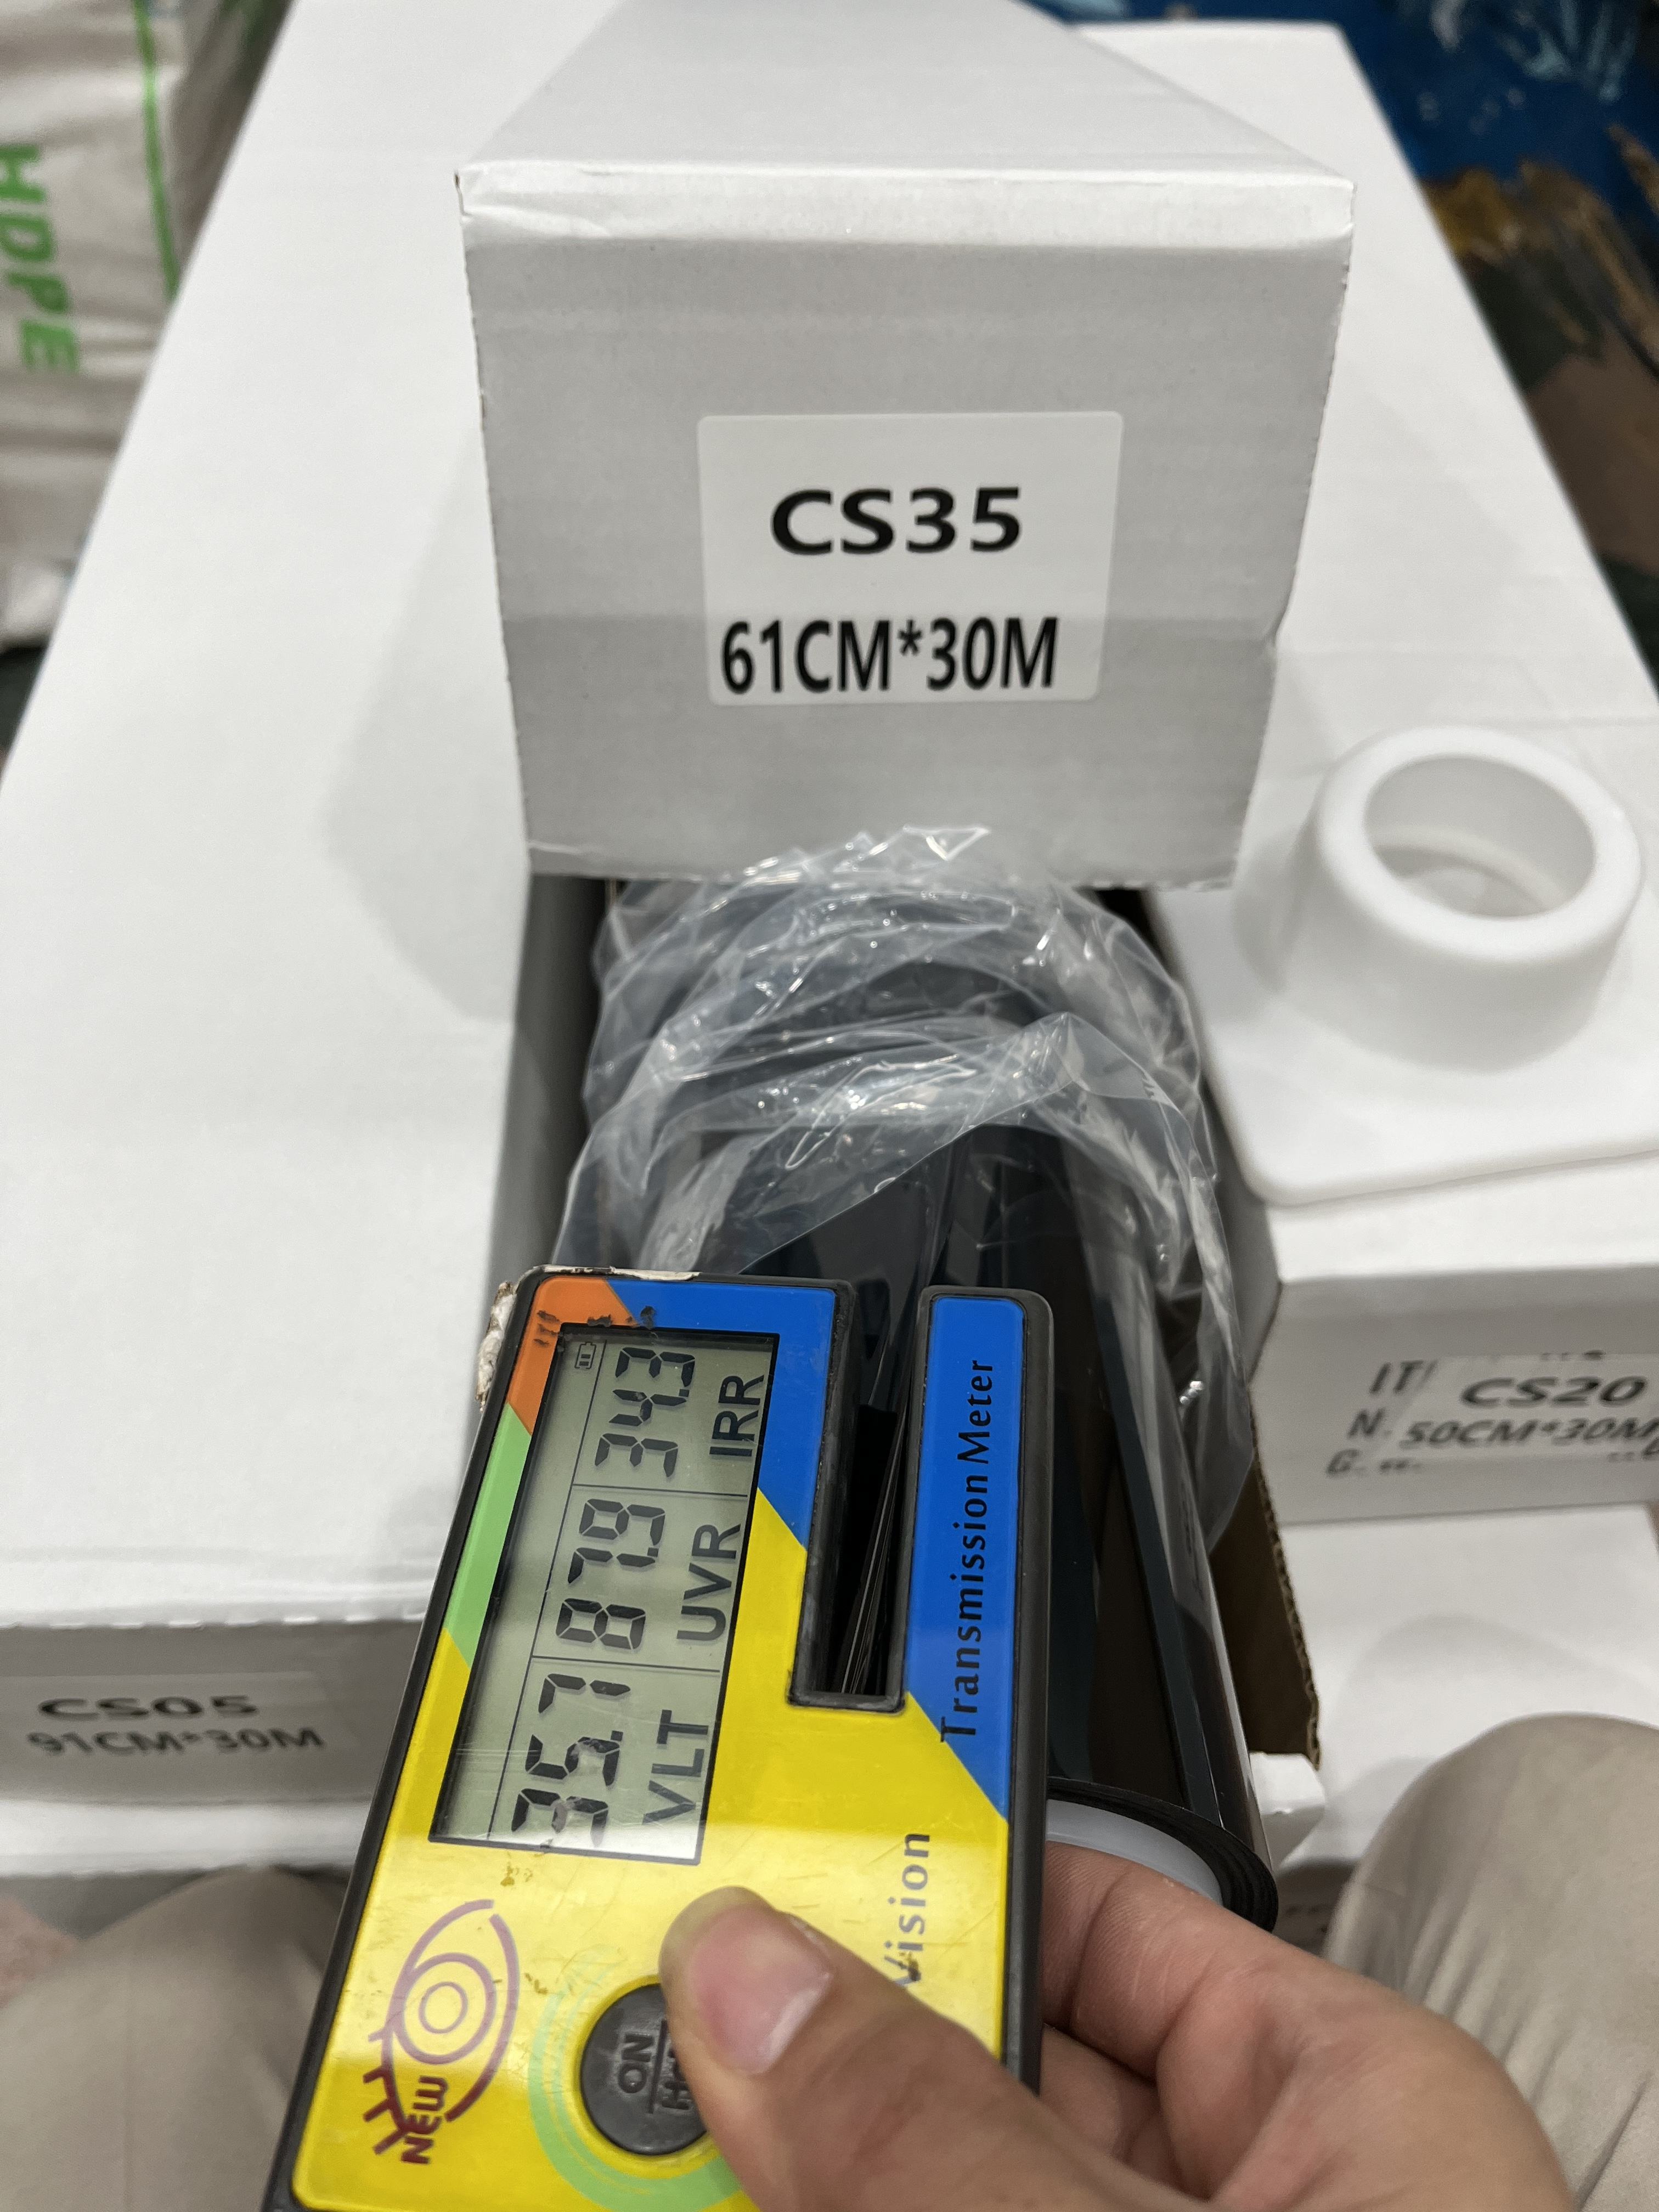 HDPE
CS35
61CM*30M
CS20
50CM*30M
CS05
91CM*30M
35.7 87.9 34.3
VLT UVR IRR
Transmission Meter
Vision
NEW
ON